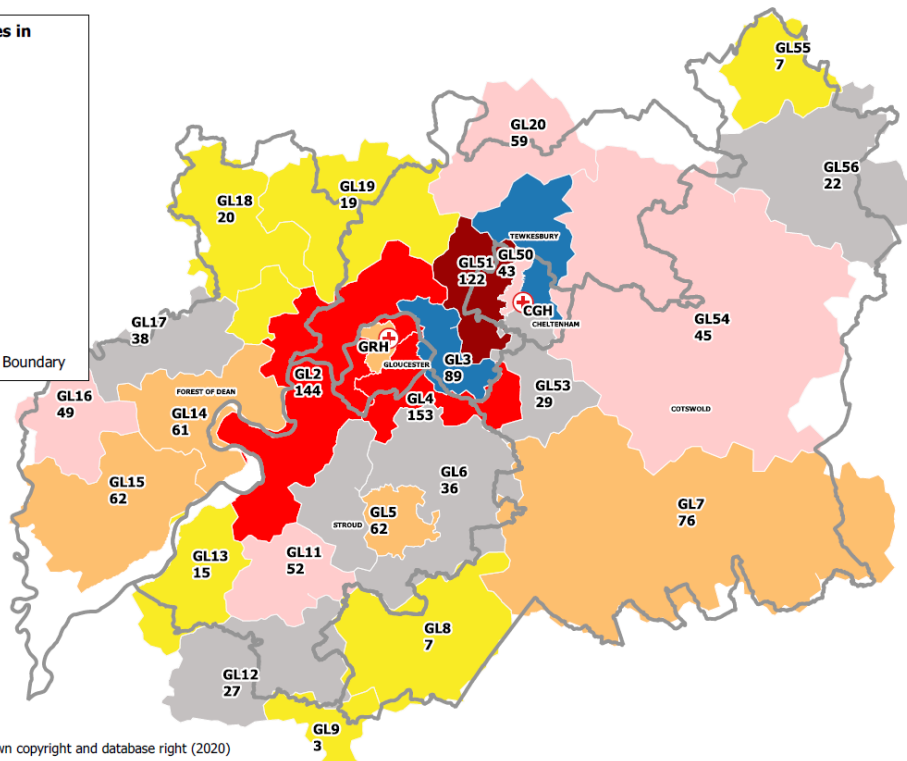 es in
GL55
7
GL20
59
GL56
22
GL18
20
GL19
19
TEWKESBURY
GL50
43
GL51
122
CGH
CHELTENHAM
GL17
38
GL54
45
GRH
GLOUCESTER
GL3
89
Boundary
GL2
144
GL16
49
FOREST OF DEAN
GL14
61
GL4
153
GL53
29
COTSWOLD
GL15
62
GL6
36
GL7
76
GL5
62
STROUD
GL13
15
GL11
52
GL8
7
GL12
27
GL9
3
wn copyright and database right (2020)